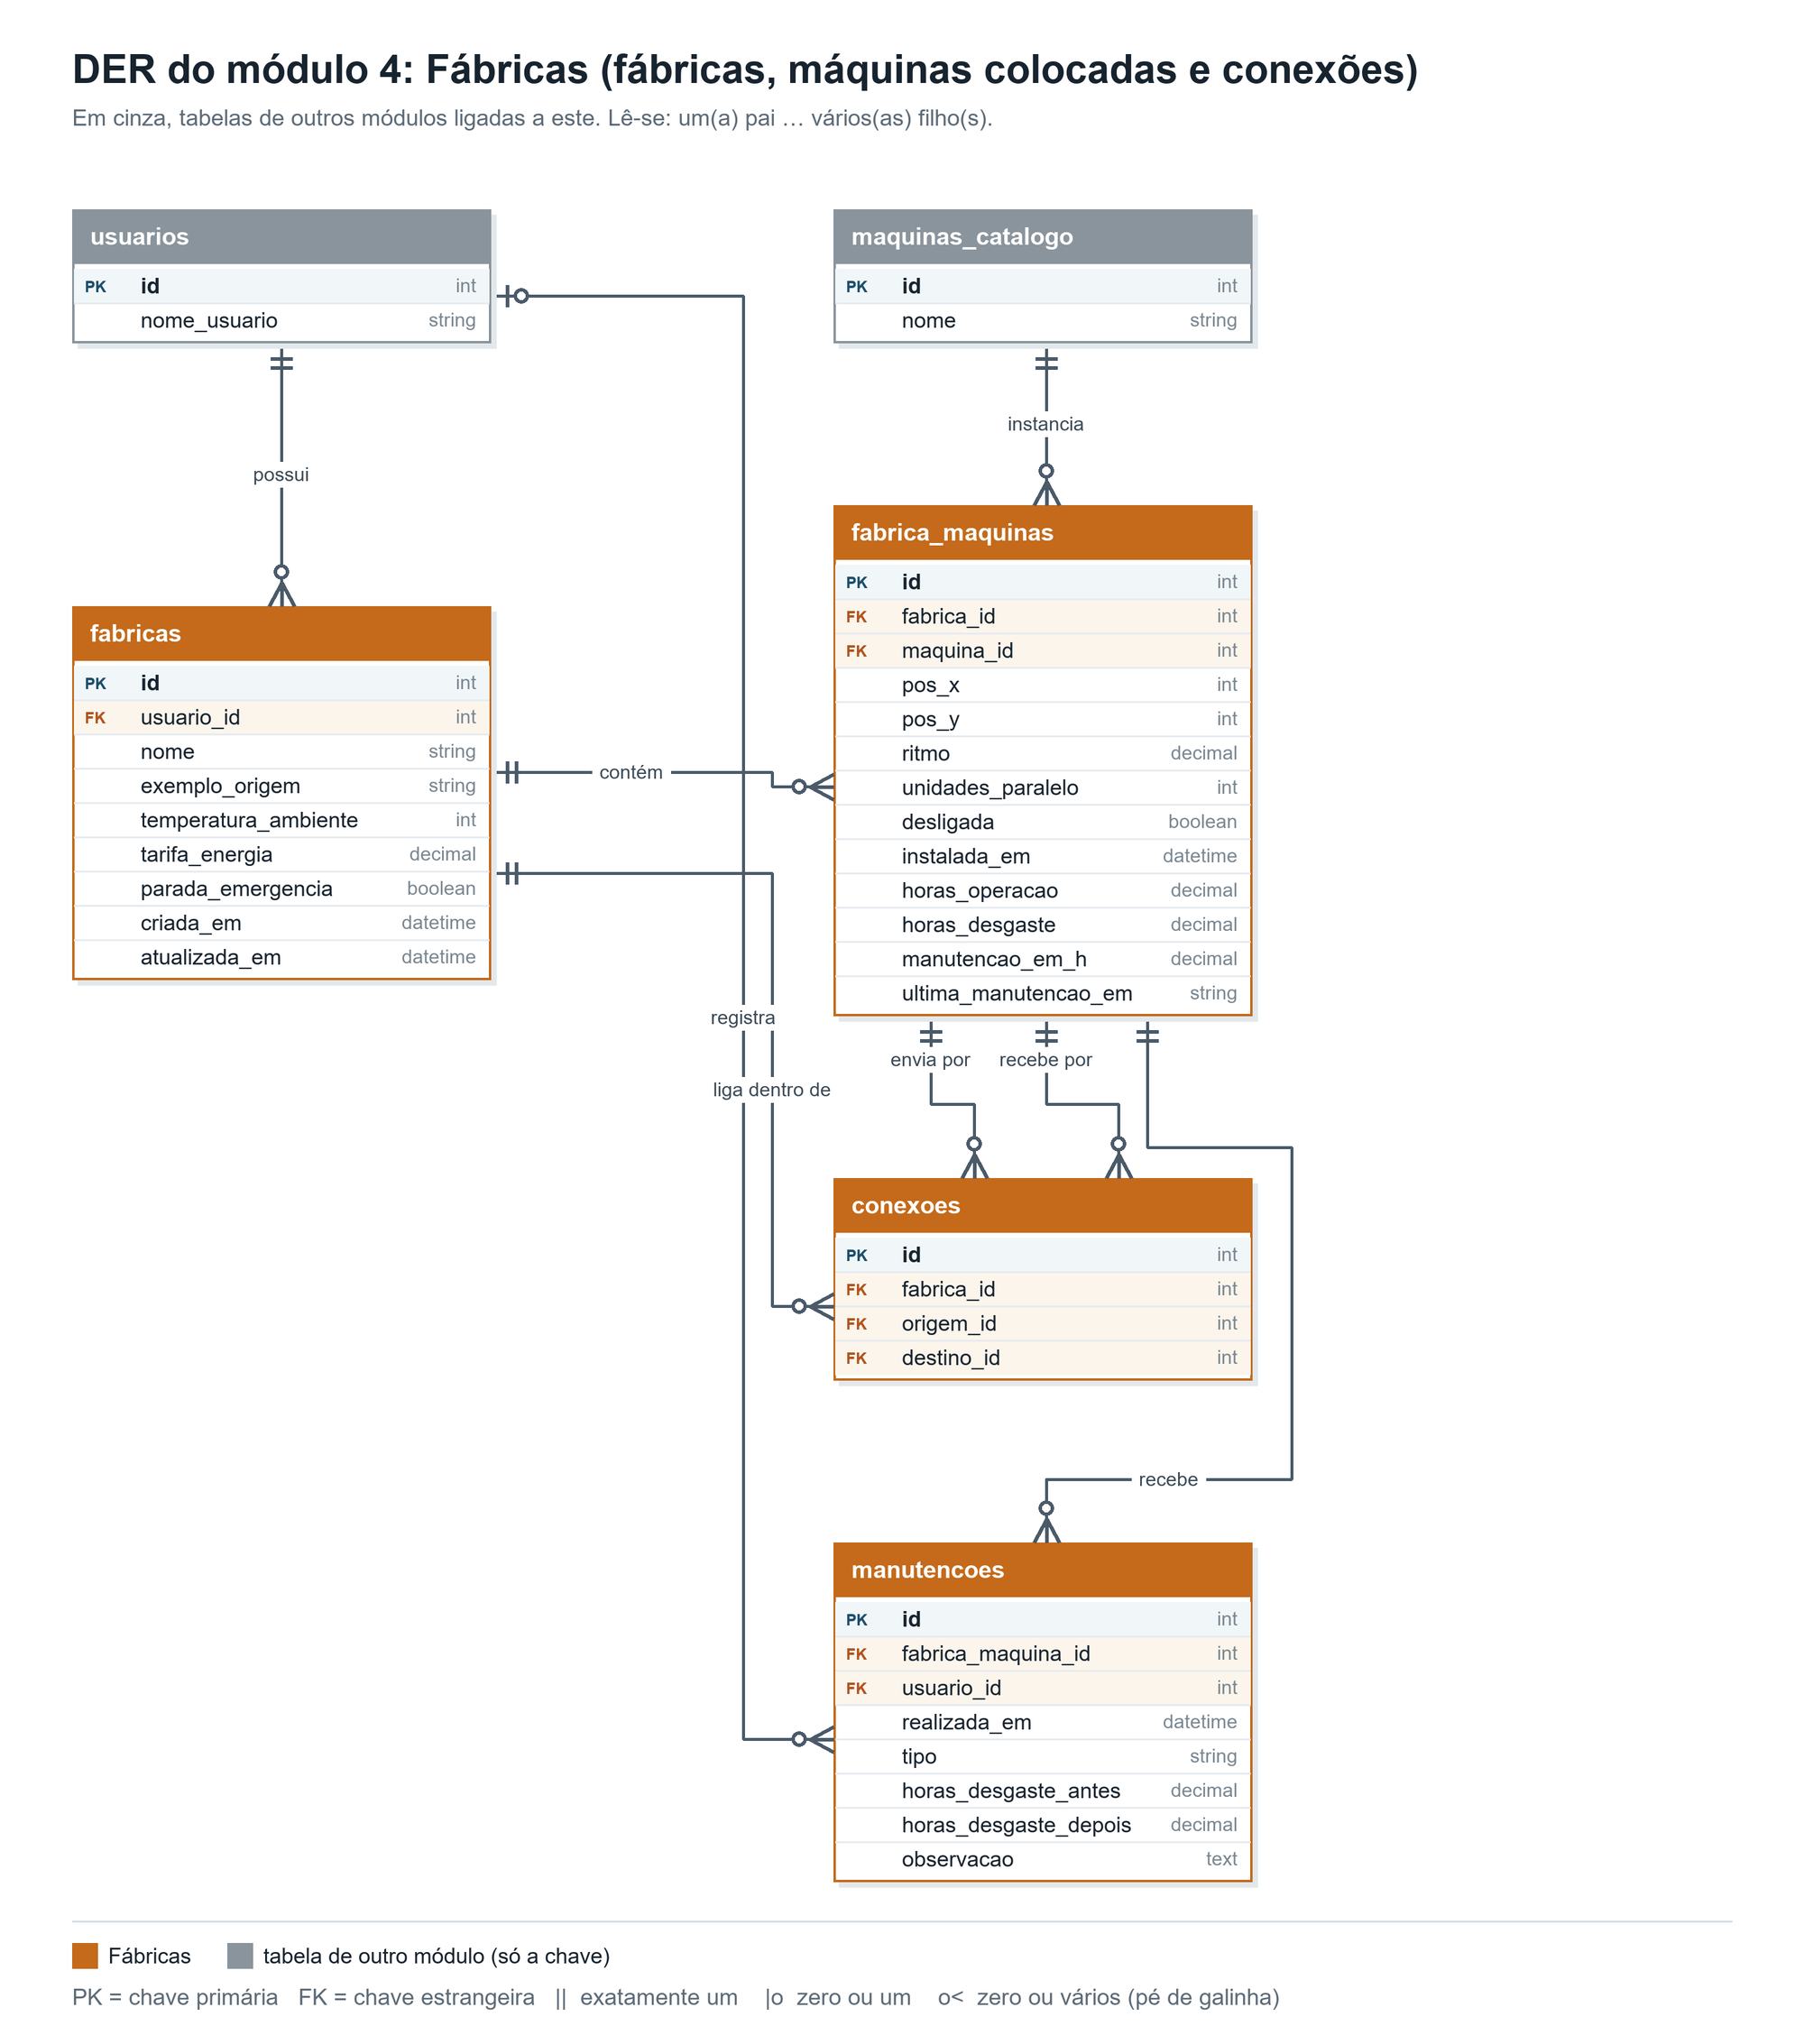 DER do módulo 4: Fábricas (fábricas, máquinas colocadas e conexões)
Em cinza, tabelas de outros módulos ligadas a este. Lê-se: um(a) pai … vários(as) filho(s).
usuarios
PK id int
nome_usuario string
maquinas_catalogo
PK id int
nome string
possui
instancia
fabricas
PK id int
FK usuario_id int
nome string
exemplo_origem string
temperatura_ambiente int
tarifa_energia decimal
parada_emergencia boolean
criada_em datetime
atualizada_em datetime
contém
fabrica_maquinas
PK id int
FK fabrica_id int
FK maquina_id int
pos_x int
pos_y int
ritmo decimal
unidades_paralelo int
desligada boolean
instalada_em datetime
horas_operacao decimal
horas_desgaste decimal
manutencao_em_h decimal
ultima_manutencao_em string
registra
envia por
recebe por
liga dentro de
conexoes
PK id int
FK fabrica_id int
FK origem_id int
FK destino_id int
recebe
manutencoes
PK id int
FK fabrica_maquina_id int
FK usuario_id int
realizada_em datetime
tipo string
horas_desgaste_antes decimal
horas_desgaste_depois decimal
observacao text
Fábricas
tabela de outro módulo (só a chave)
PK = chave primária FK = chave estrangeira || exatamente um |o zero ou um o< zero ou vários (pé de galinha)